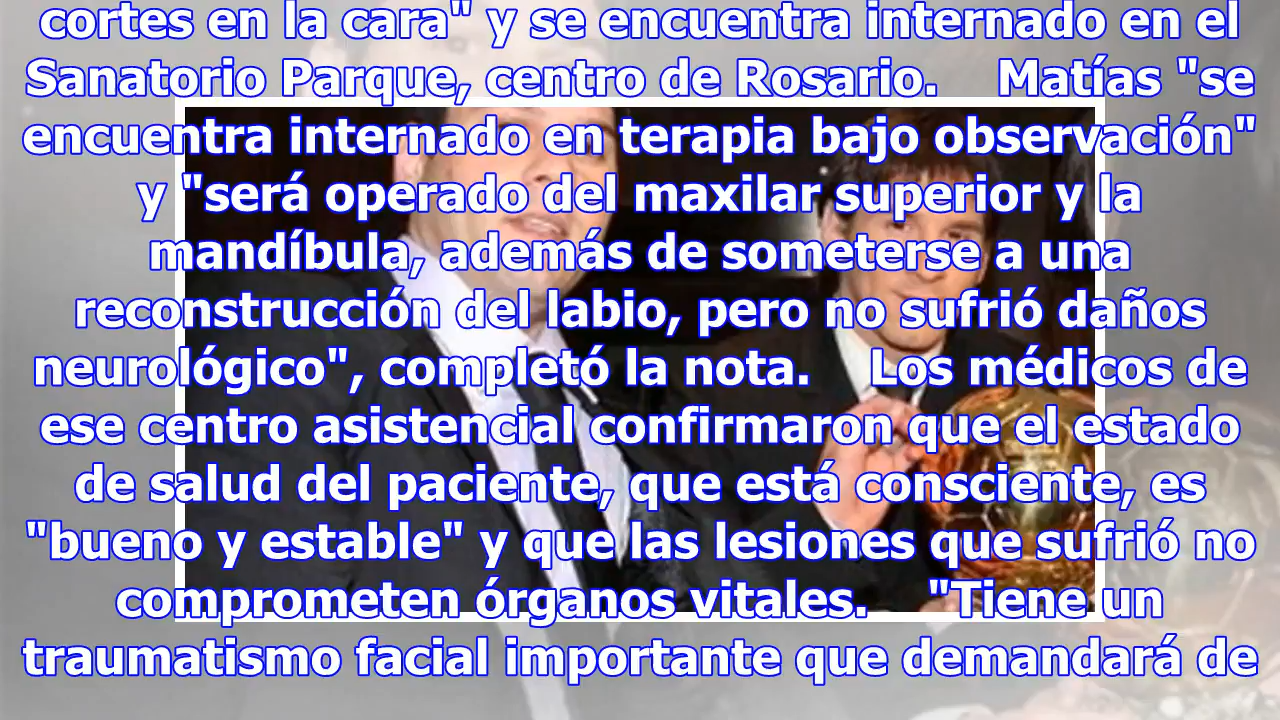 cortes en la cara" y se encuentra internado en el
Sanatorio Parque, centro de Rosario. Matías "se
encuentra internado en terapia bajo observación"
y "será operado del maxilar superior y la
mandíbula, además de someterse a una
reconstrucción del labio, pero no sufrió daños
neurológico", completó la nota. Los médicos de
ese centro asistencial confirmaron que el estado
de salud del paciente, que está consciente, es
"bueno y estable" y que las lesiones que sufrió no
comprometen órganos vitales. "Tiene un
traumatismo facial importante que demandará de